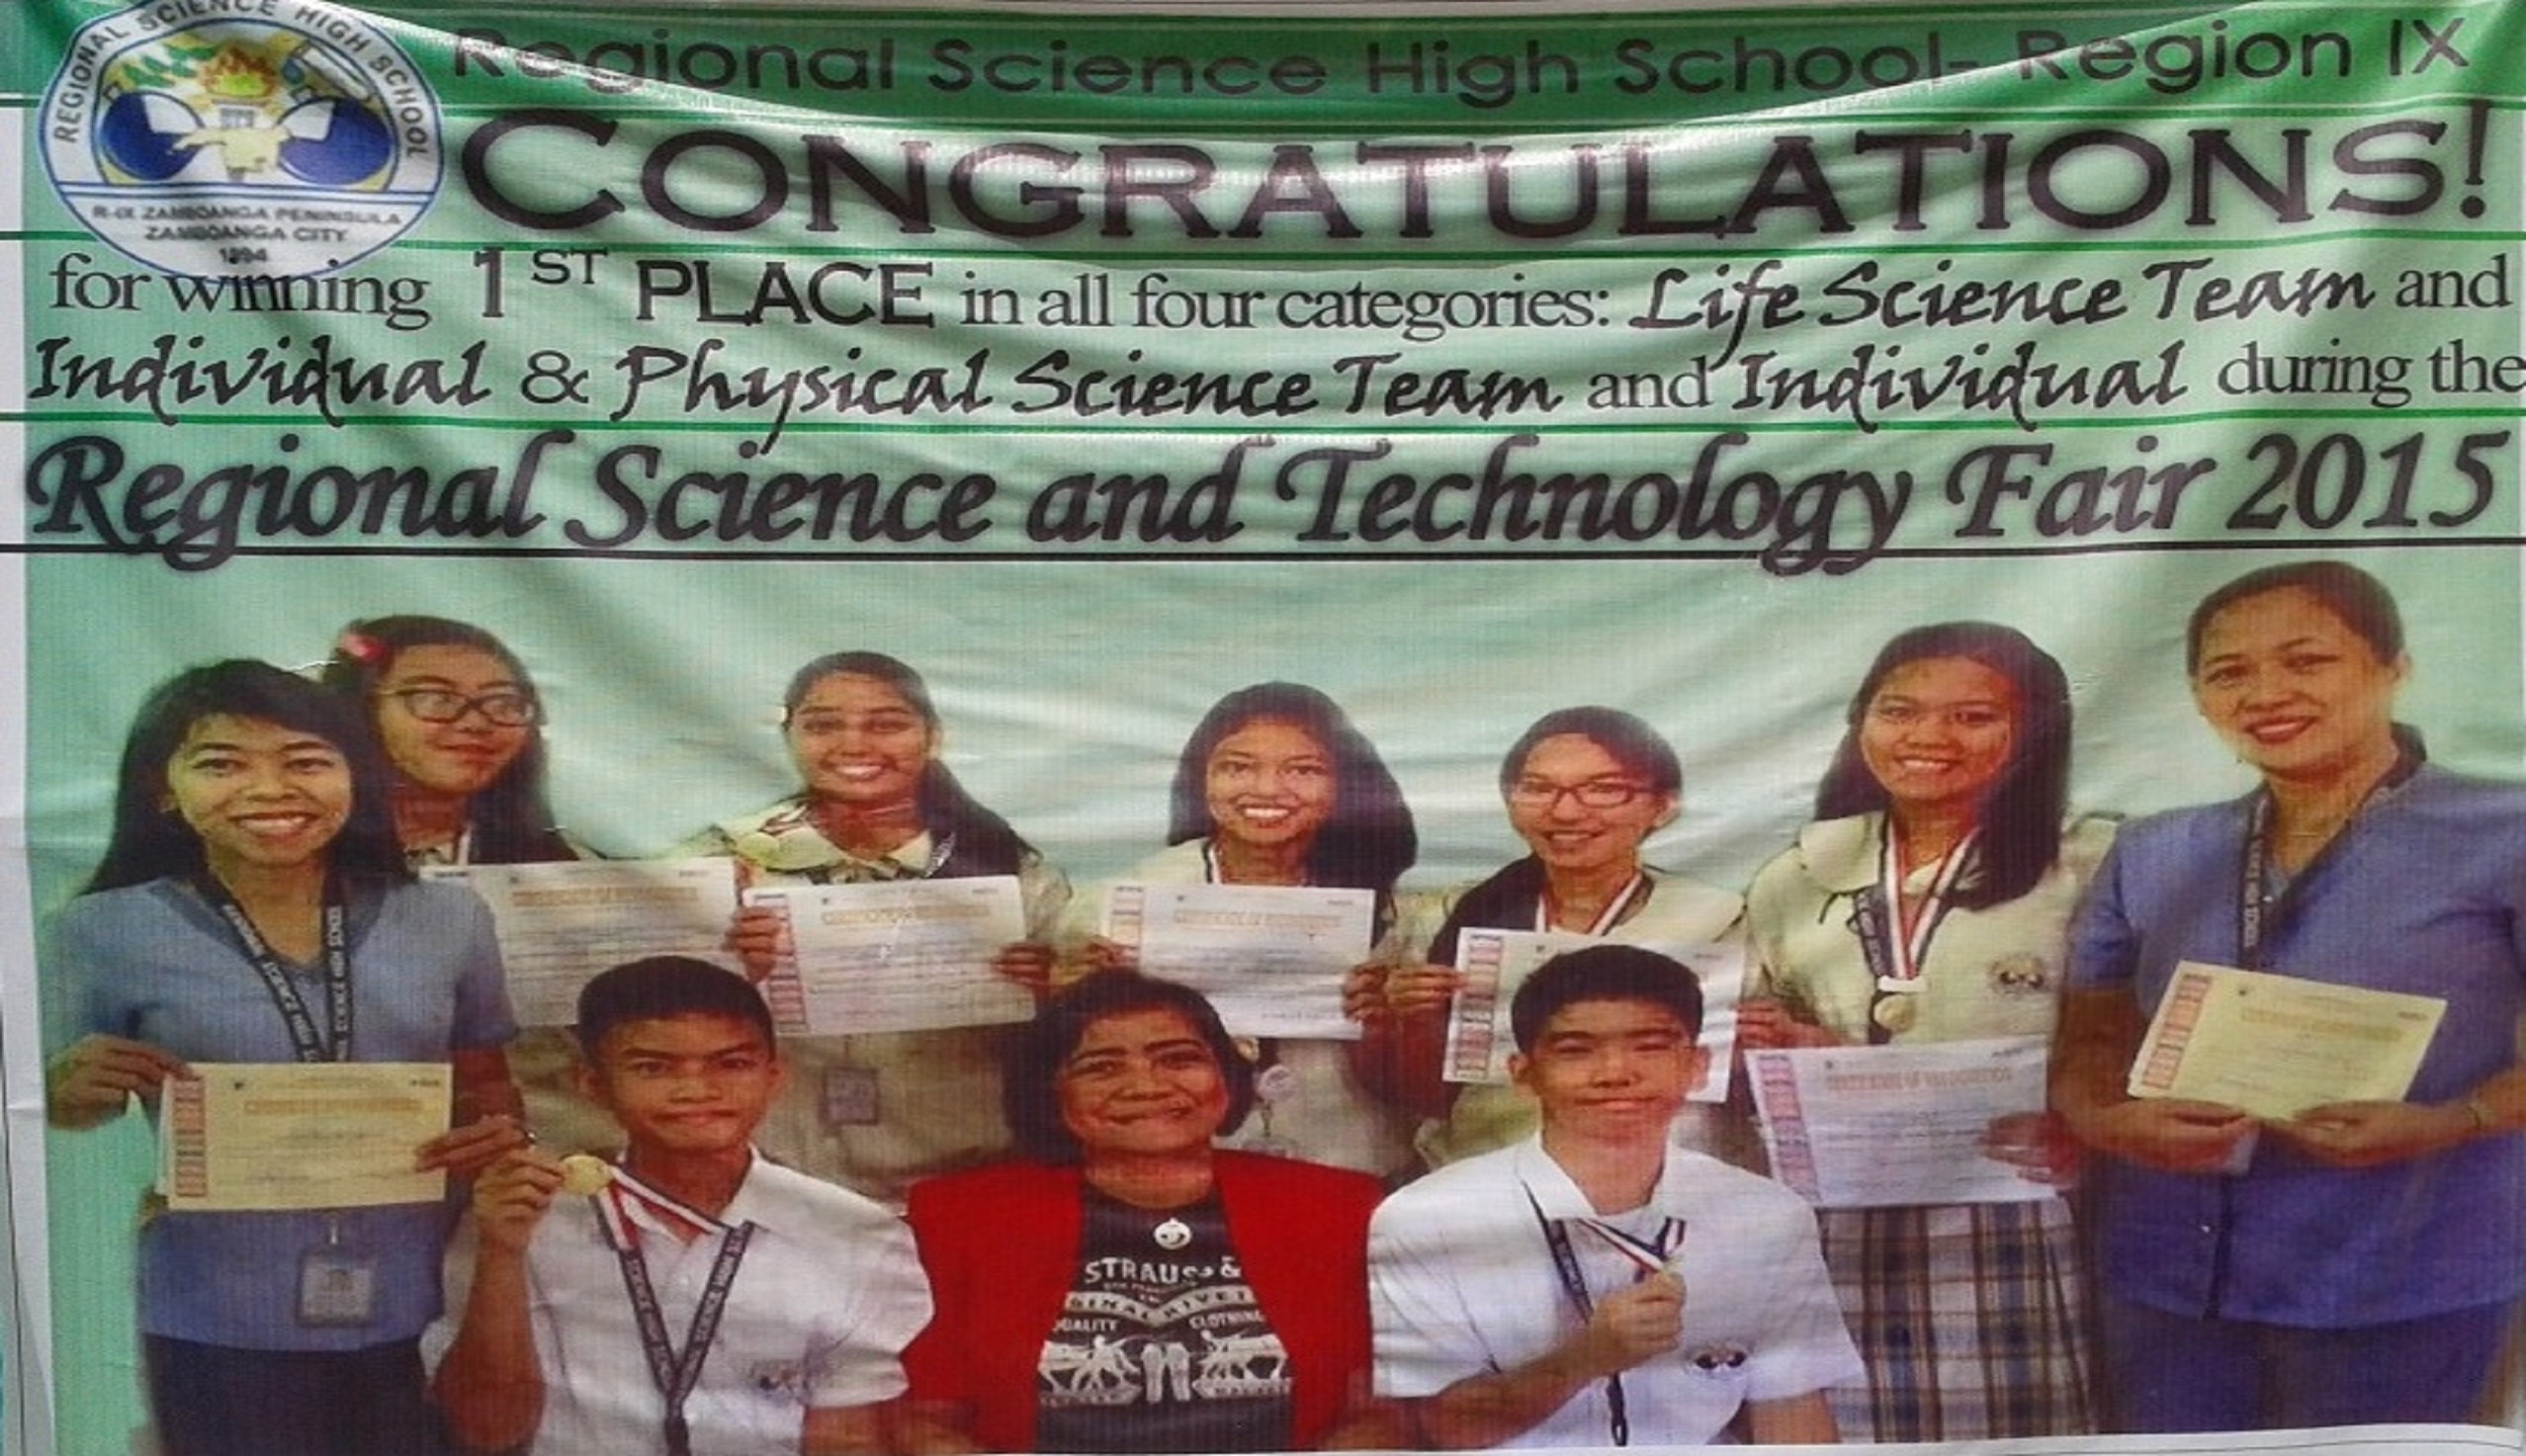 REGIONAL SCIENCE HIGH SCHOOL
R-IX ZAMBOANGA PENINSULA
ZAMBOANGA CITY
1994
Regional Science High School- Region IX
CONGRATULATIONS!
for winning 1ST PLACE in all four categories: Life Science Team and
Individual & Physical Science Team and Individual during the
Regional Science and Technology Fair 2015
STRAUSS &
QUALITY CLOTHING